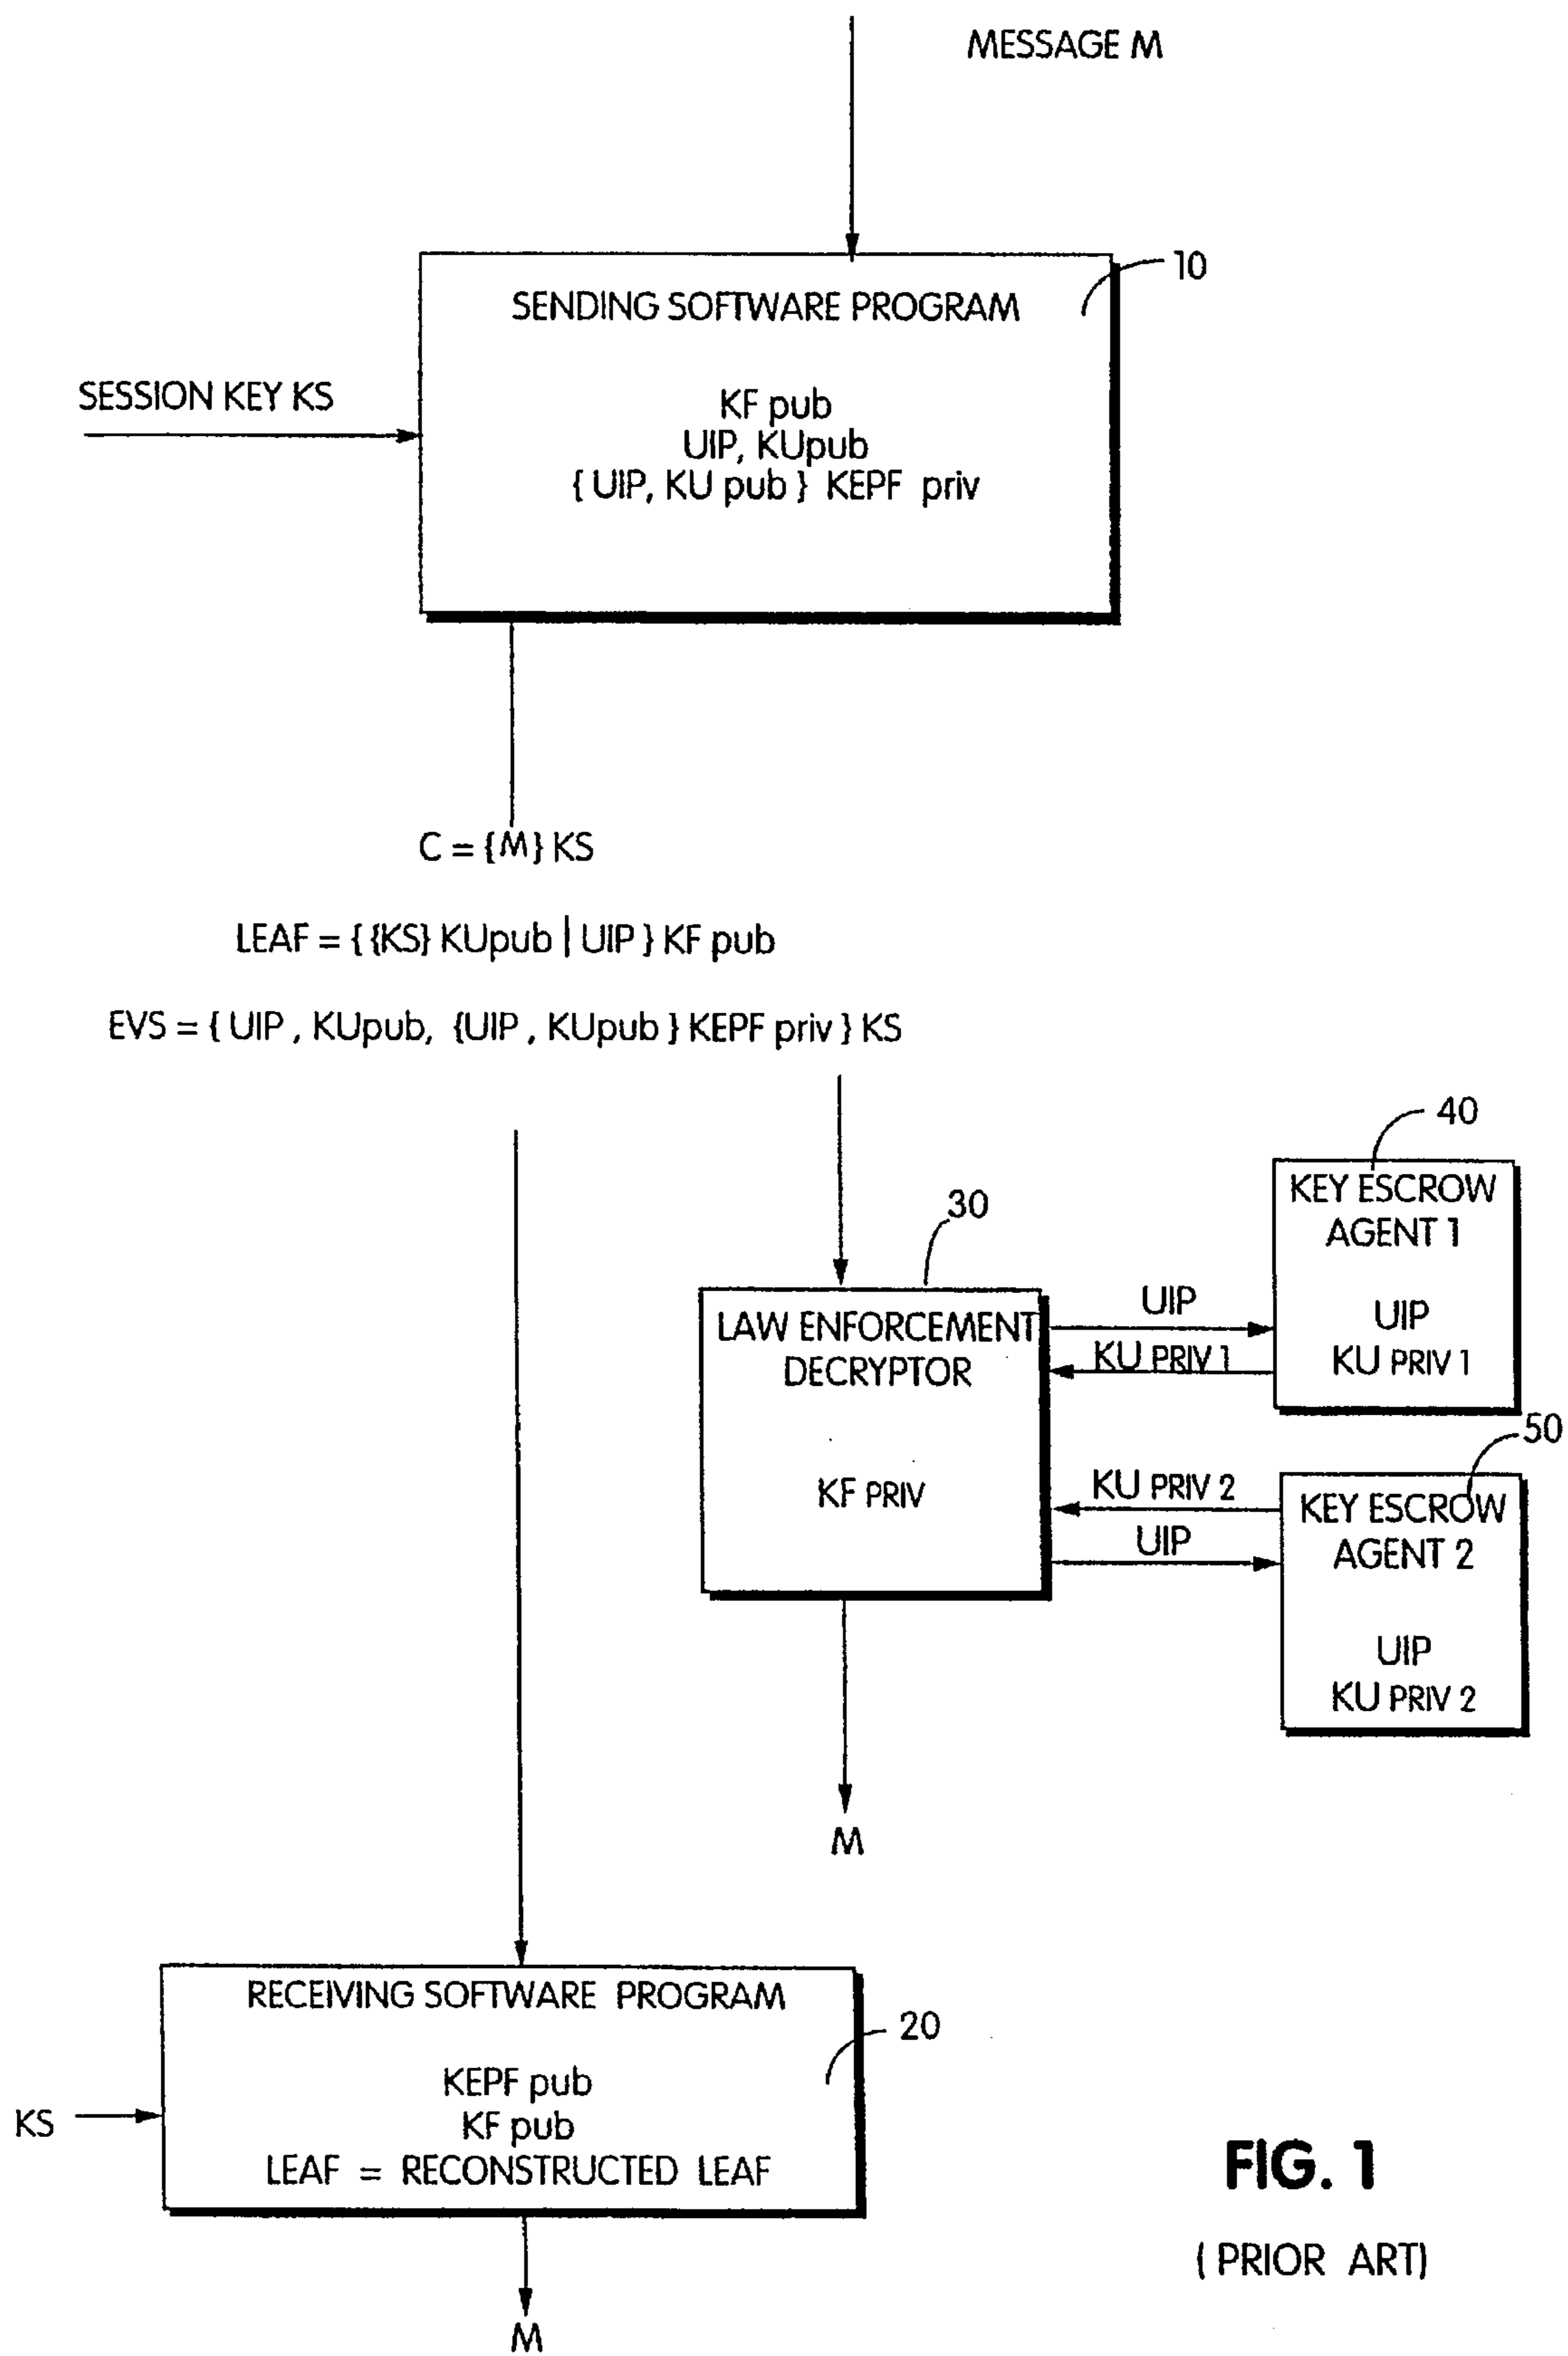 MESSAGE M
10
SENDING SOFTWARE PROGRAM
SESSION KEY KS
KF pub
UIP, KUpub
{ UIP, KU pub } KEPF priv
C = {M} KS
LEAF = { {KS} KUpub | UIP } KF pub
EVS = { UIP , KUpub, {UIP , KUpub } KEPF priv } KS
40
KEY ESCROW
AGENT 1
UIP
KU PRIV 1
30
LAW ENFORCEMENT
DECRYPTOR
KF PRIV
UIP
KU PRIV 1
KU PRIV 2
UIP
50
KEY ESCROW
AGENT 2
UIP
KU PRIV 2
M
RECEIVING SOFTWARE PROGRAM
20
KEPF pub
KF pub
LEAF = RECONSTRUCTED LEAF
KS
M
FIG. 1
( PRIOR ART)